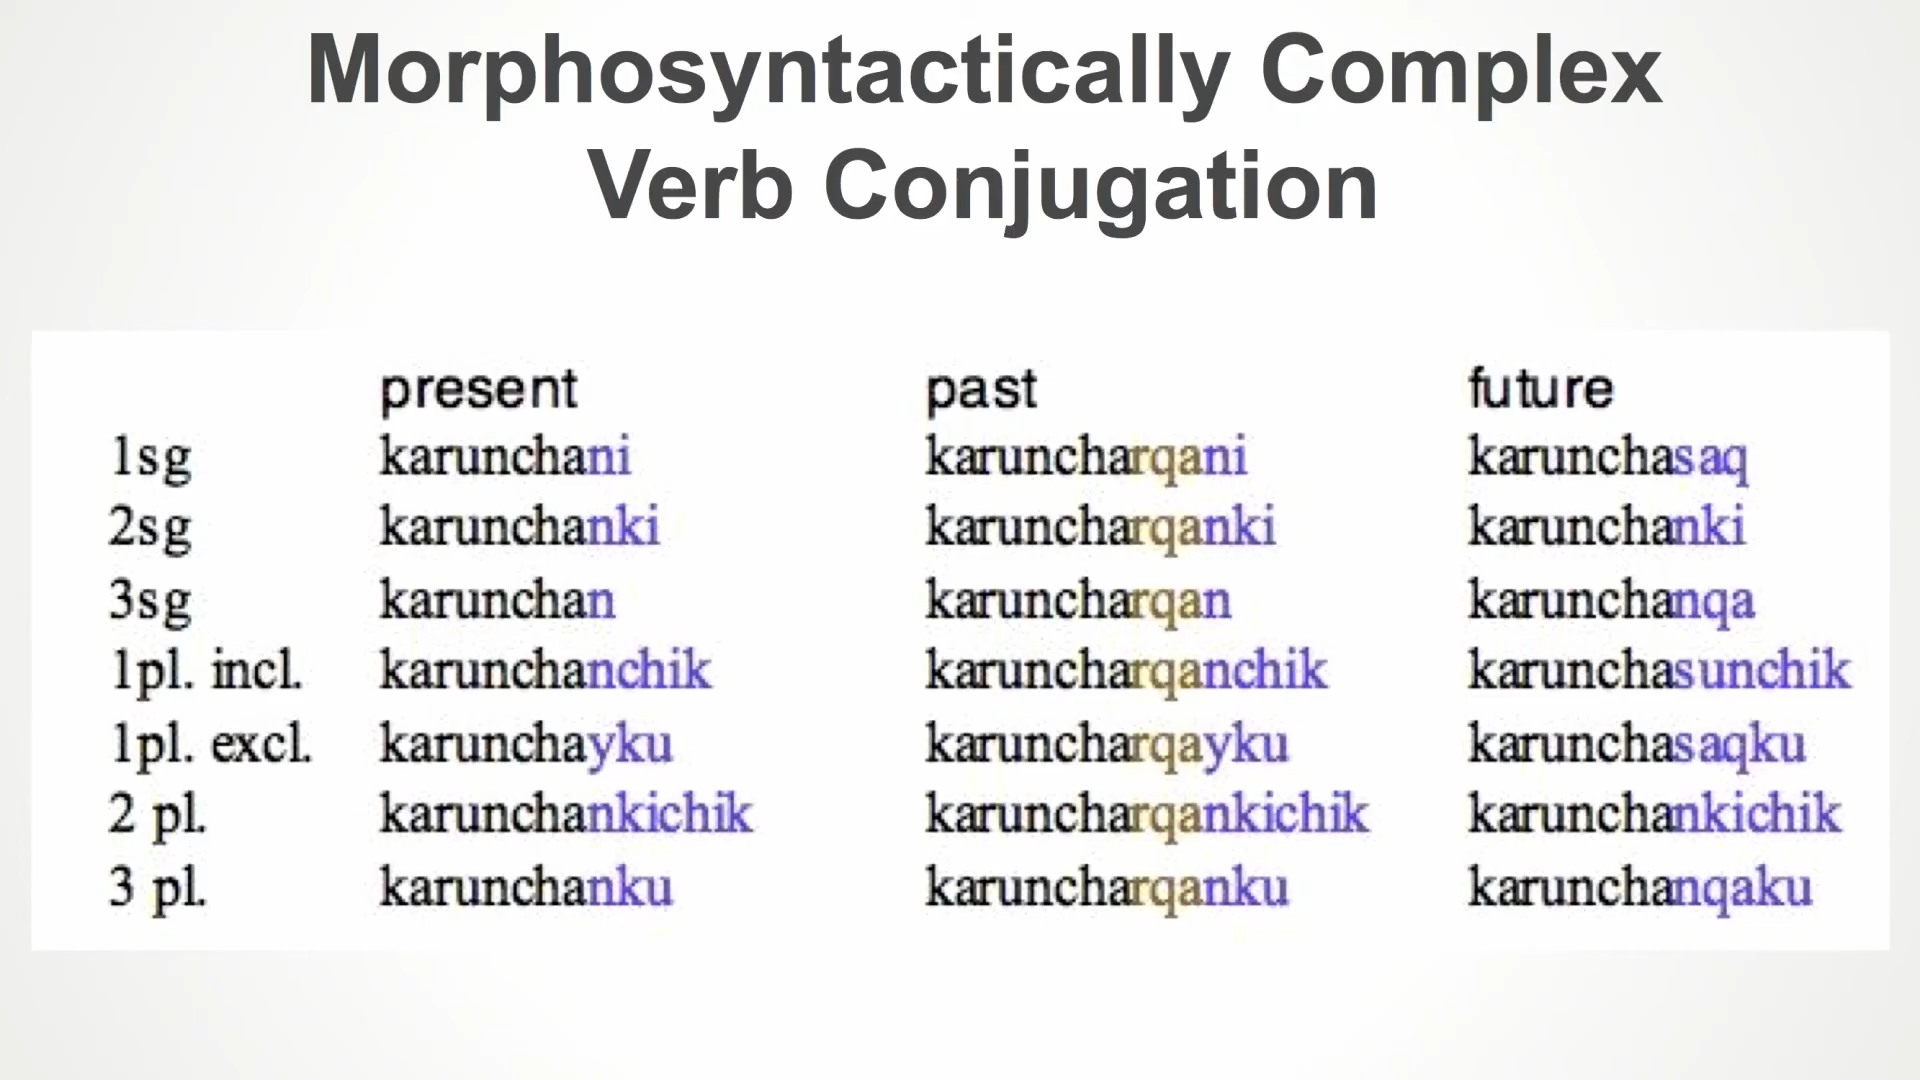 Morphosyntactically Complex
Verb Conjugation
present past future
1sg karunchani karuncharqani karunchasaq
2sg karunchanki karuncharqanki karunchanki
3sg karunchan karuncharqan karunchanqa
1pl. incl. karunchanchik karuncharqanchik karunchasunchik
1pl. excl. karunchayku karuncharqayku karunchasaqku
2 pl. karunchankichik karuncharqankichik karunchankichik
3 pl. karunchanku karuncharqanku karunchanqaku